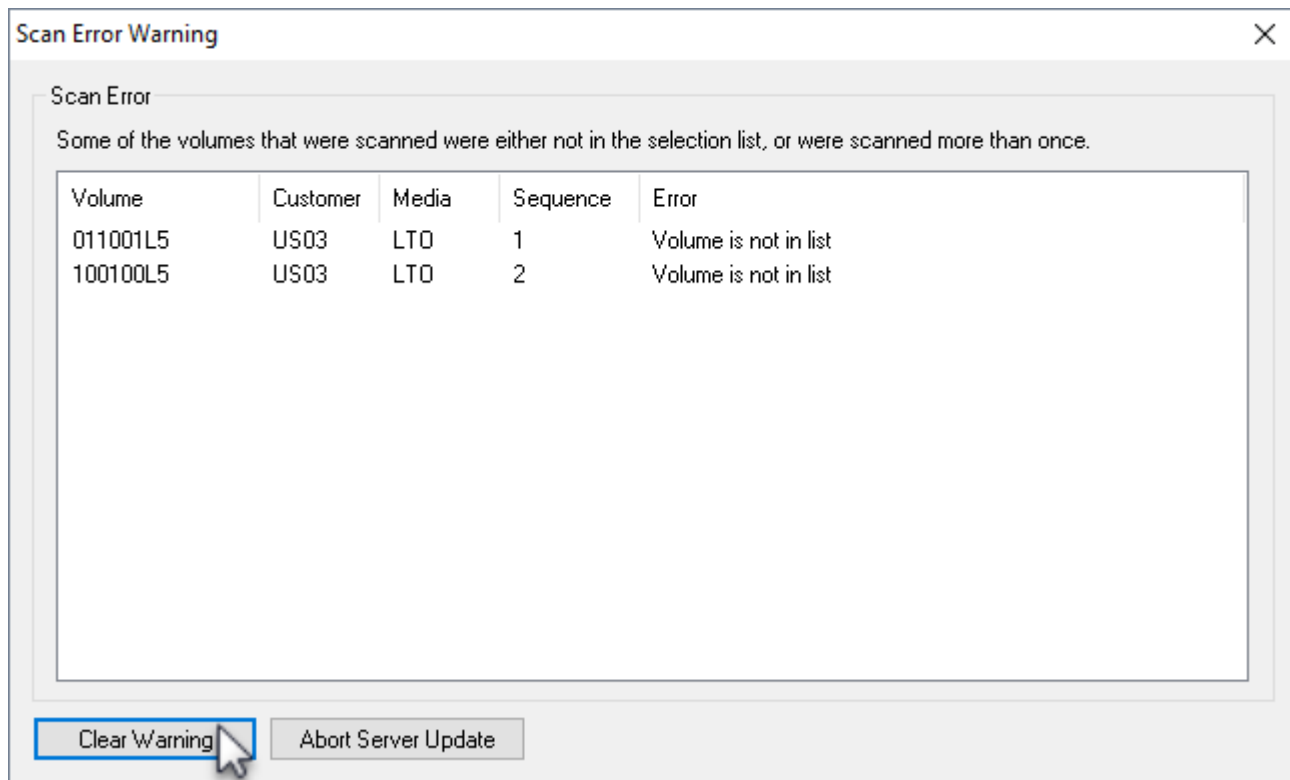 Scan Error Warning
Scan Error
Some of the volumes that were scanned were either not in the selection list, or were scanned more than once.
Volume Customer Media Sequence Error
011001L5 US03 LTO 1 Volume is not in list
100100L5 US03 LTO 2 Volume is not in list
Clear Warning Abort Server Update